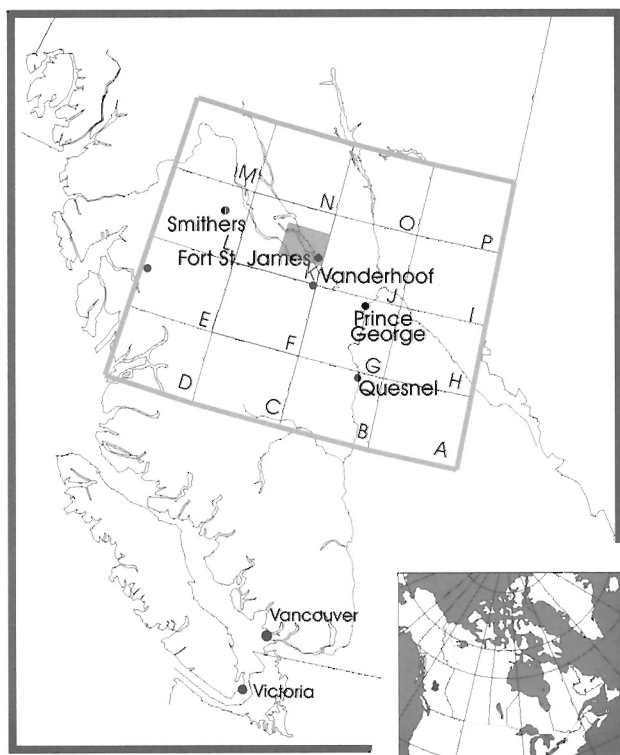 M
N
O
P
Smithers
L
Fort St. James
K
Vanderhoof
J
I
Prince
George
E
F
G
H
Quesnel
D
C
B
A
Vancouver
Victoria